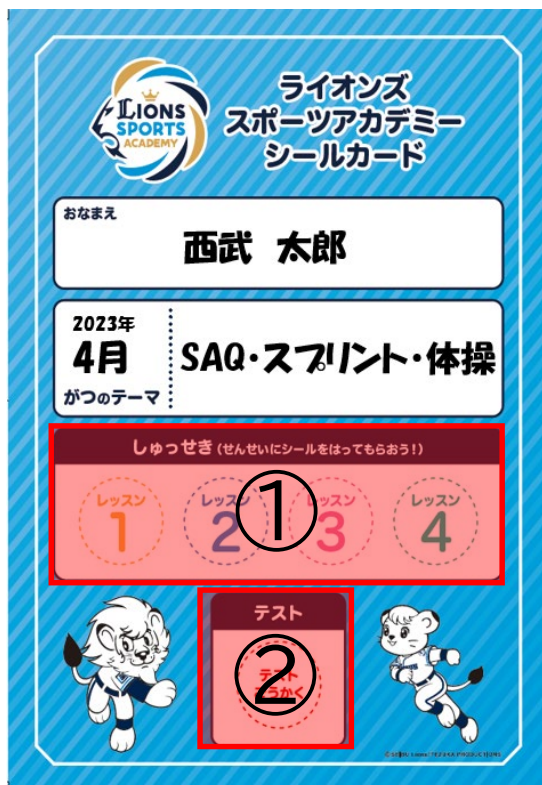 LIONS
SPORTS
ACADEMY
ライオンズ
スポーツアカデミー
シールカード
おなまえ
西武 太郎
2023年
4月
がつのテーマ
SAQ・スプリント・体操
しゅっせき(せんせいにシールをはってもらおう!)
レッスン
1
レッスン
2
①
レッスン
3
レッスン
4
テスト
②
テスト
ごうかく